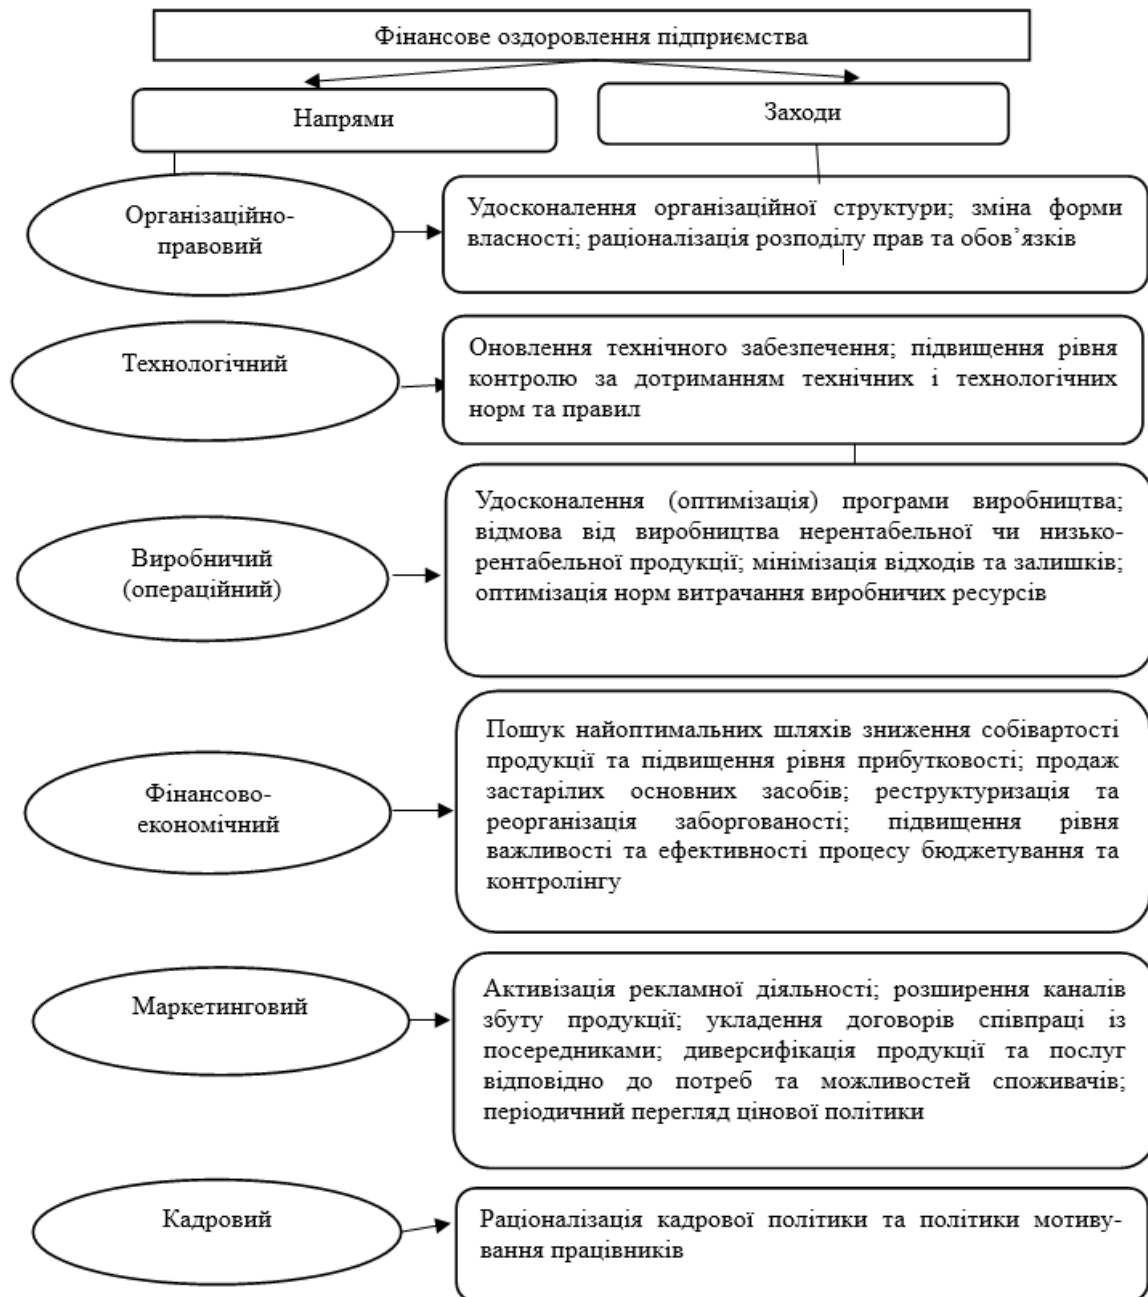 Фінансове оздоровлення підприємства
Напрями
Заходи
Організаційно-
правовий
Удосконалення організаційної структури; зміна форми
власності; раціоналізація розподілу прав та обов’язків
Технологічний
Оновлення технічного забезпечення; підвищення рівня
контролю за дотриманням технічних і технологічних
норм та правил
Виробничий
(операційний)
Удосконалення (оптимізація) програми виробництва;
відмова від виробництва нерентабельної чи низько-
рентабельної продукції; мінімізація відходів та залишків;
оптимізація норм витрачання виробничих ресурсів
Фінансово-
економічний
Пошук найоптимальних шляхів зниження собівартості
продукції та підвищення рівня прибутковості; продаж
застарілих основних засобів; реструктуризація та
реорганізація заборгованості; підвищення рівня
важливості та ефективності процесу бюджетування та
контролінгу
Маркетинговий
Активізація рекламної діяльності; розширення каналів
збуту продукції; укладення договорів співпраці із
посередниками; диверсифікація продукції та послуг
відповідно до потреб та можливостей споживачів;
періодичний перегляд цінової політики
Кадровий
Раціоналізація кадрової політики та політики мотиву-
вання працівників